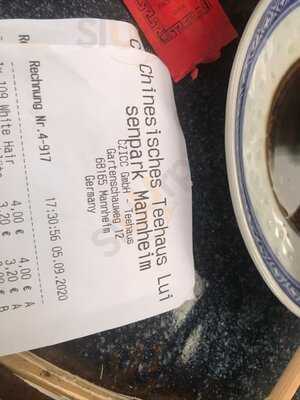 Chinesisches Teehaus Lui
senpark Mannheim
CZICC GmbH - Teehaus
Gartenschauweg 12
68165 Mannheim
Germany
Rechnung Nr.4-917 17:30:56 05.09.2020
109 White Hair 4,00 € 4,00 € A
3,20 € 3,20 € A
€ B